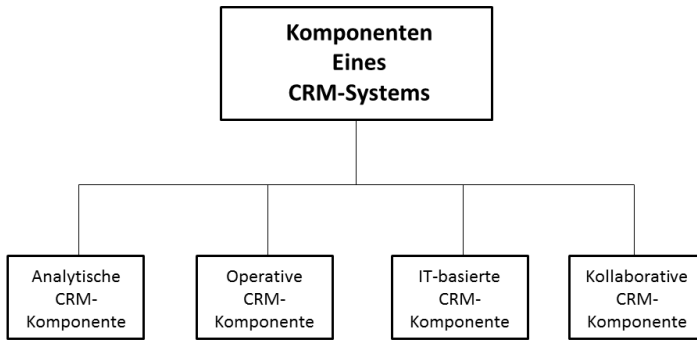 Komponenten
Eines
CRM-Systems
Analytische
CRM-
Komponente
Operative
CRM-
Komponente
IT-basierte
CRM-
Komponente
Kollaborative
CRM-
Komponente